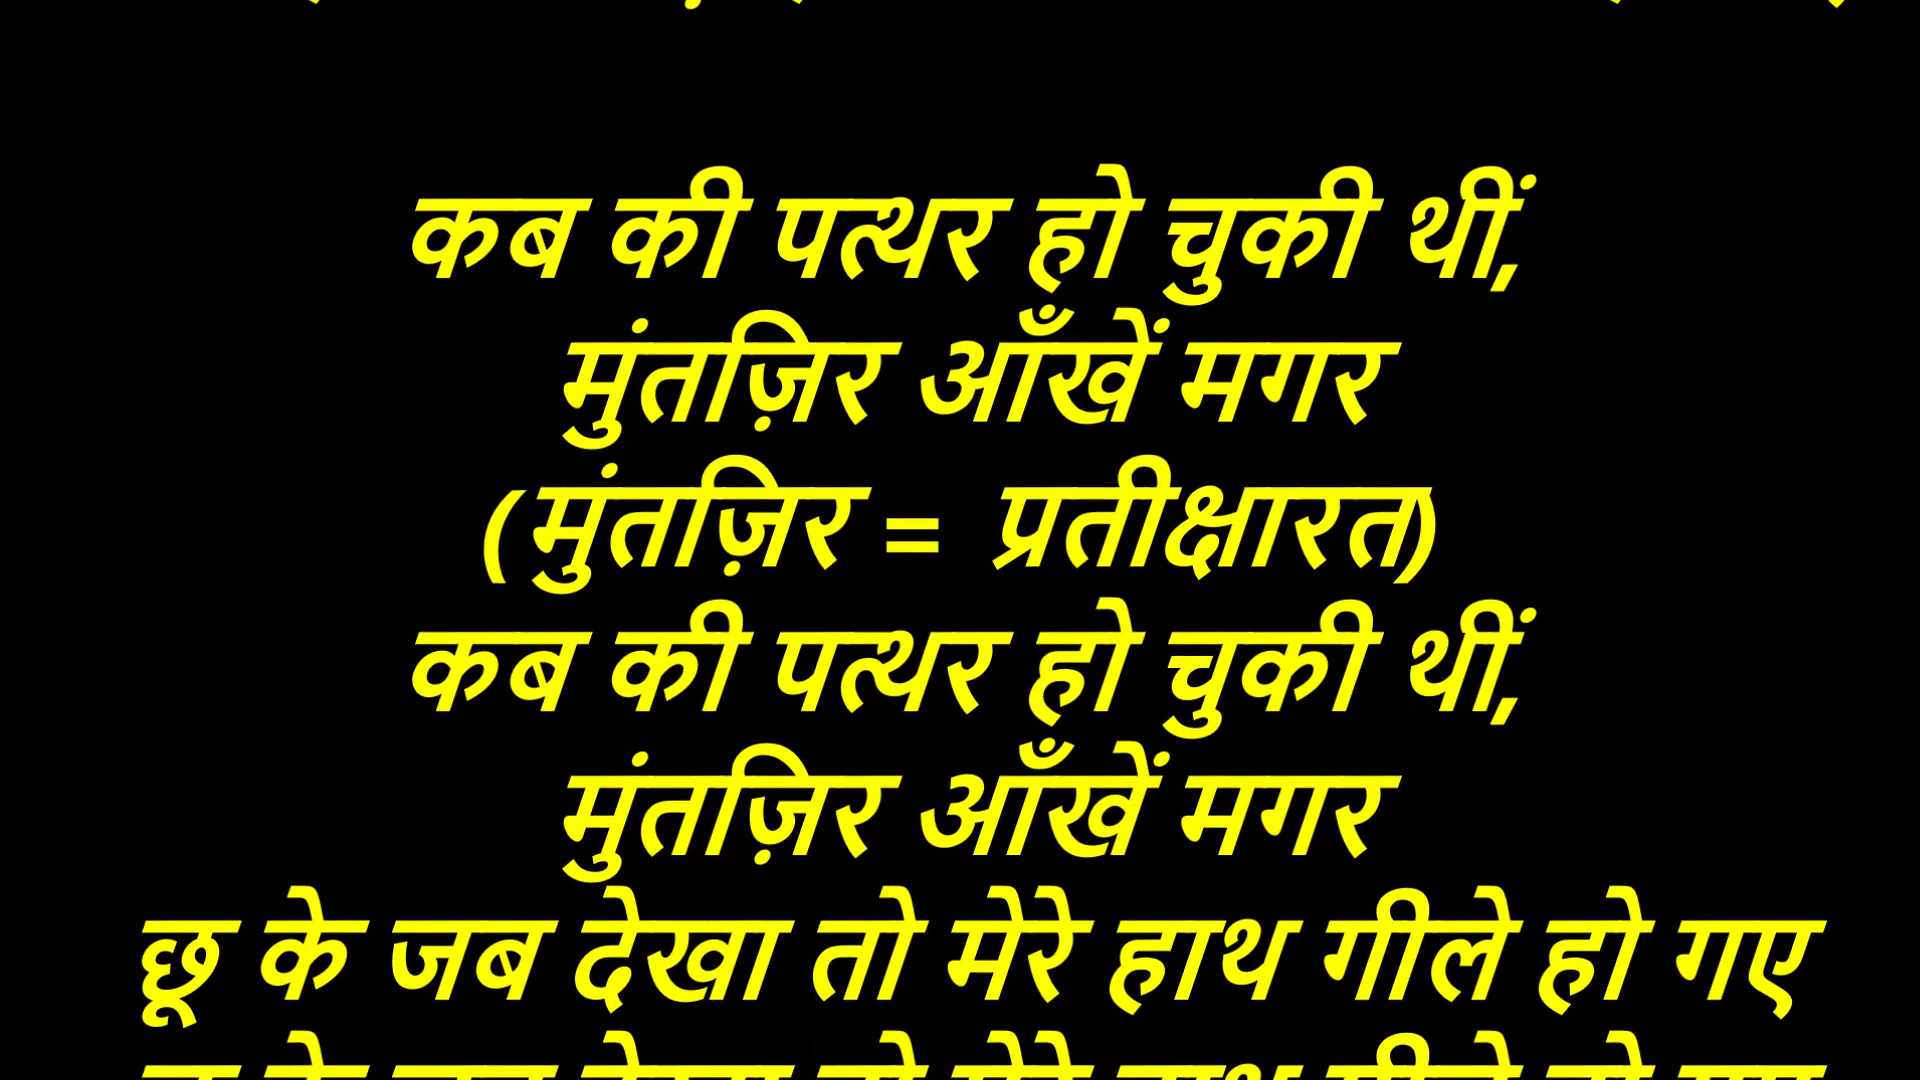 कब की पत्थर हो चुकी थीं,
मुंतज़िर आँखें मगर
(मुंतज़िर = प्रतीक्षारत)
कब की पत्थर हो चुकी थीं,
मुंतज़िर आँखें मगर
छू के जब देखा तो मेरे हाथ गीले हो गए